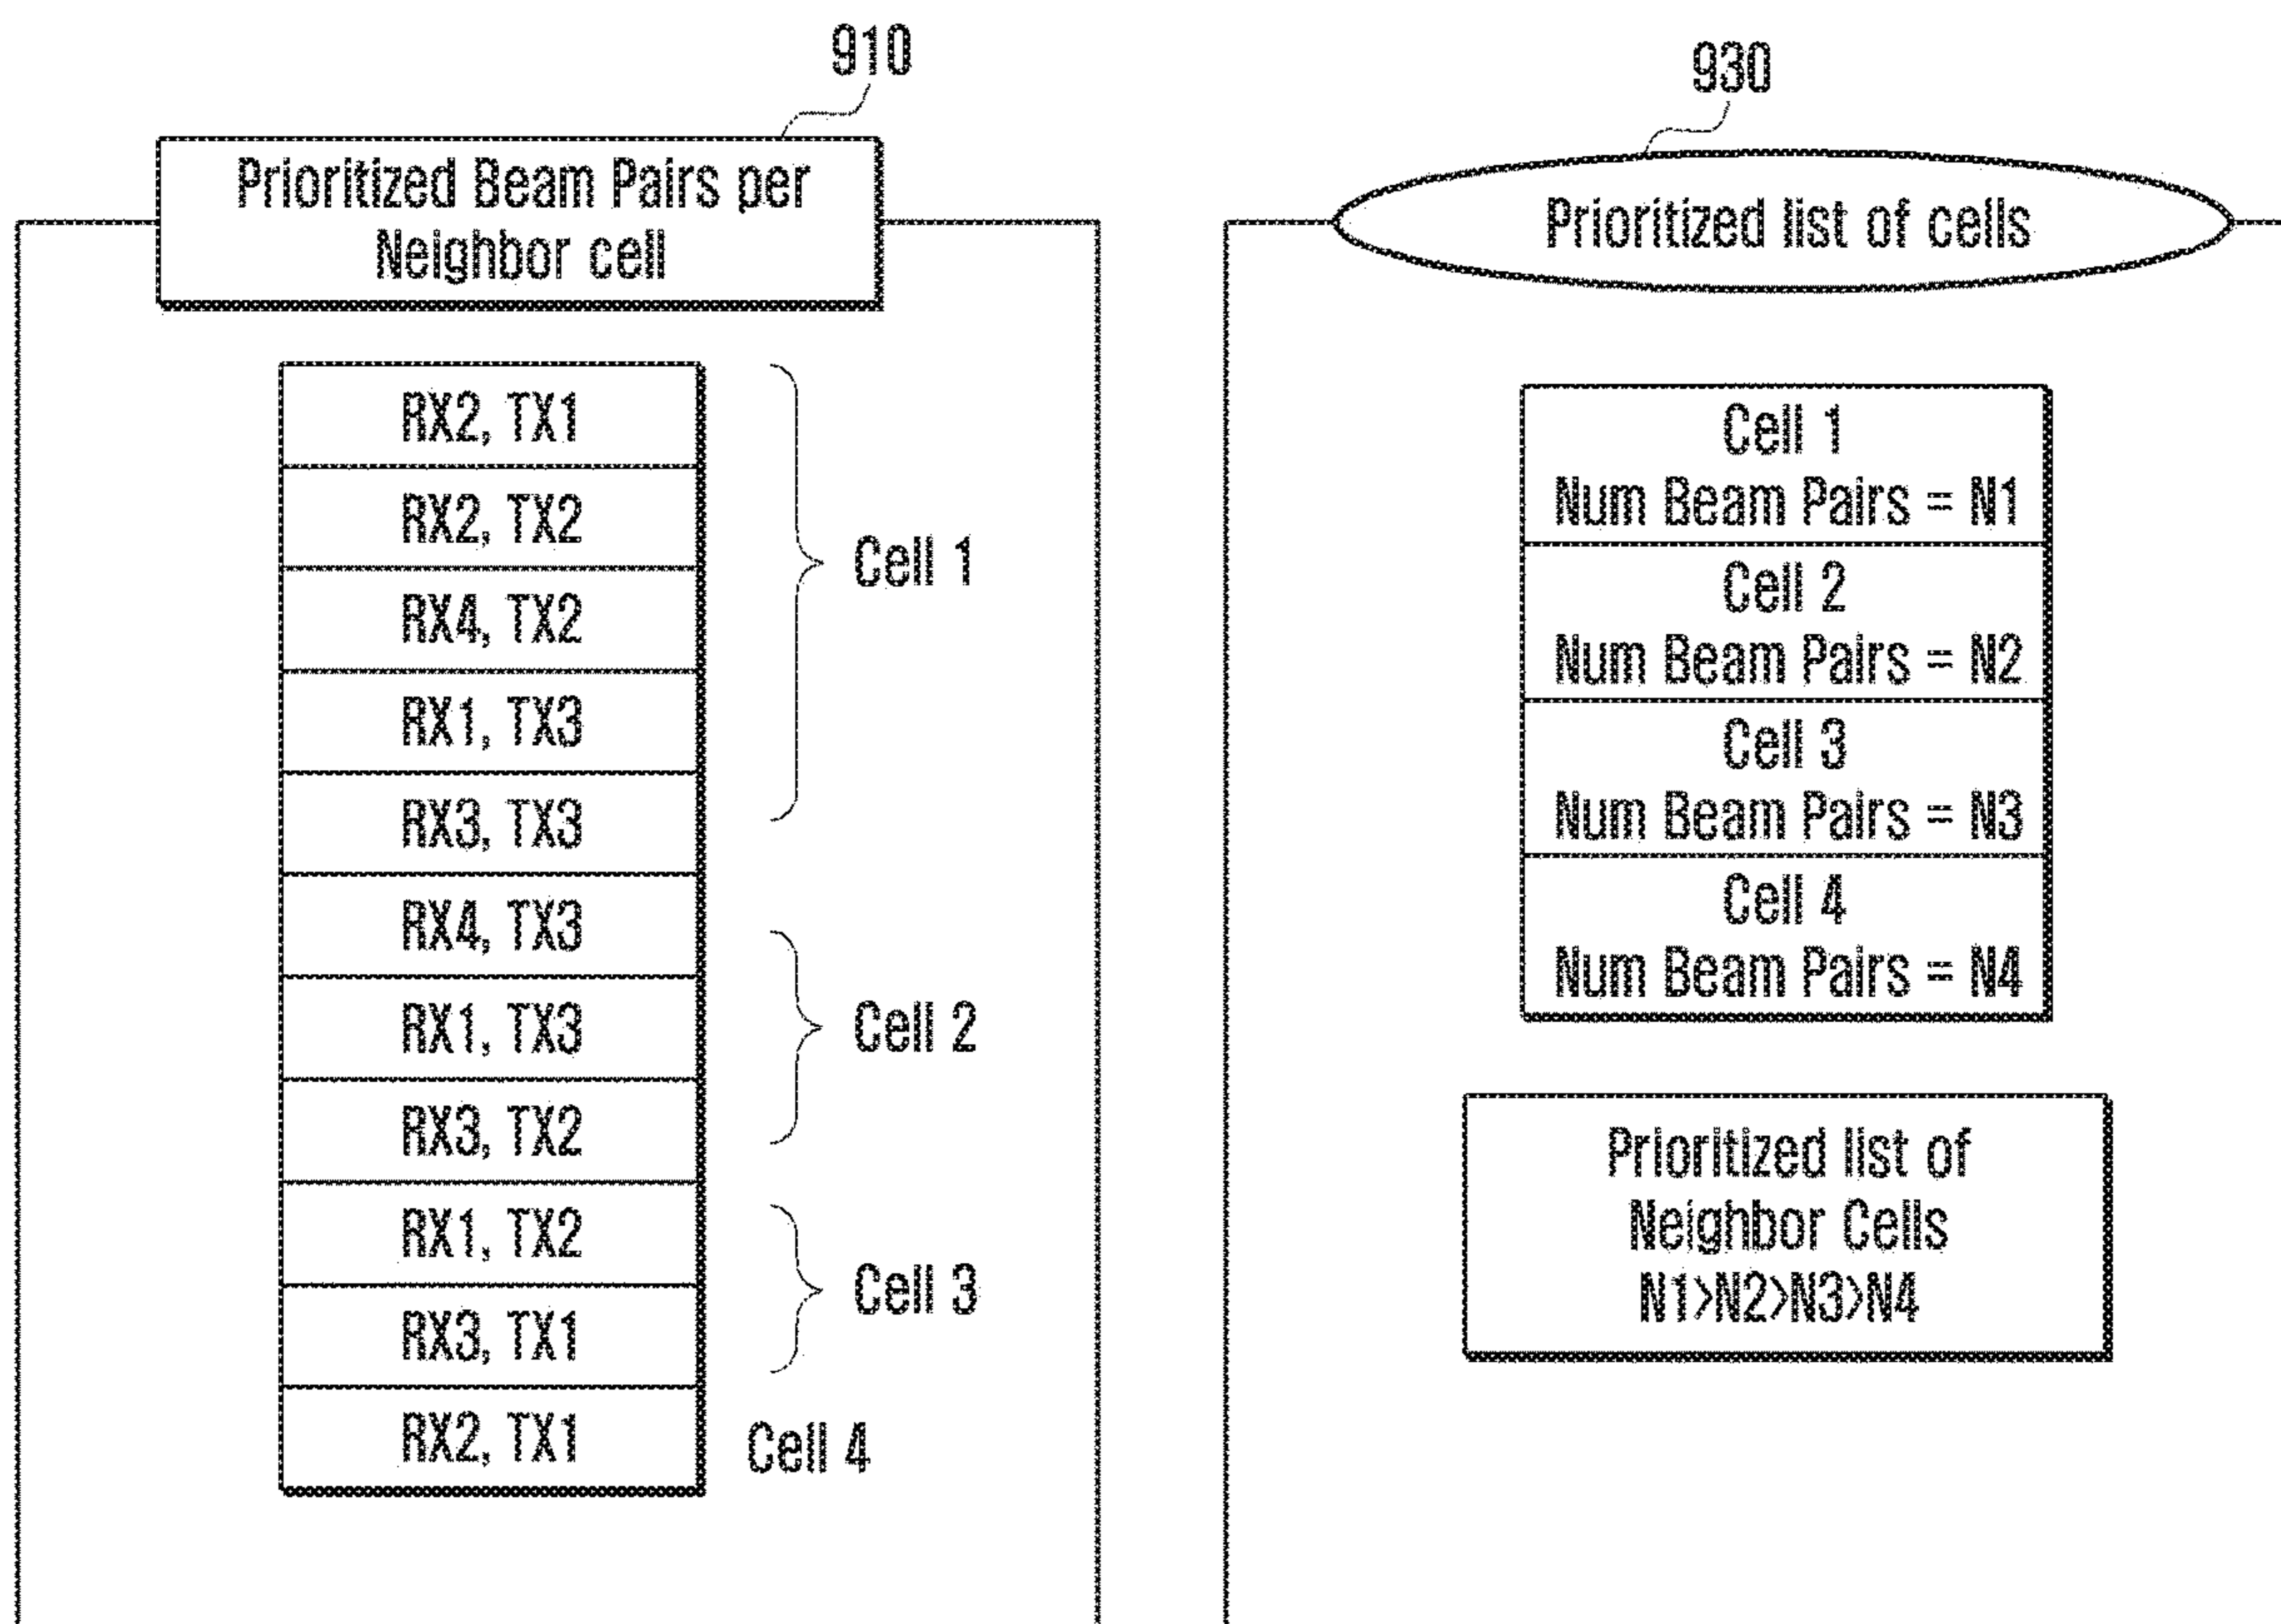 910
Prioritized Beam Pairs per
Neighbor cell
RX2, TX1
RX2, TX2
RX4, TX2
RX1, TX3
RX3, TX3
Cell 1
RX4, TX3
RX1, TX3
RX3, TX2
Cell 2
RX1, TX2
RX3, TX1
Cell 3
RX2, TX1
Cell 4
930
Prioritized list of cells
Cell 1
Num Beam Pairs = N1
Cell 2
Num Beam Pairs = N2
Cell 3
Num Beam Pairs = N3
Cell 4
Num Beam Pairs = N4
Prioritized list of
Neighbor Cells
N1>N2>N3>N4